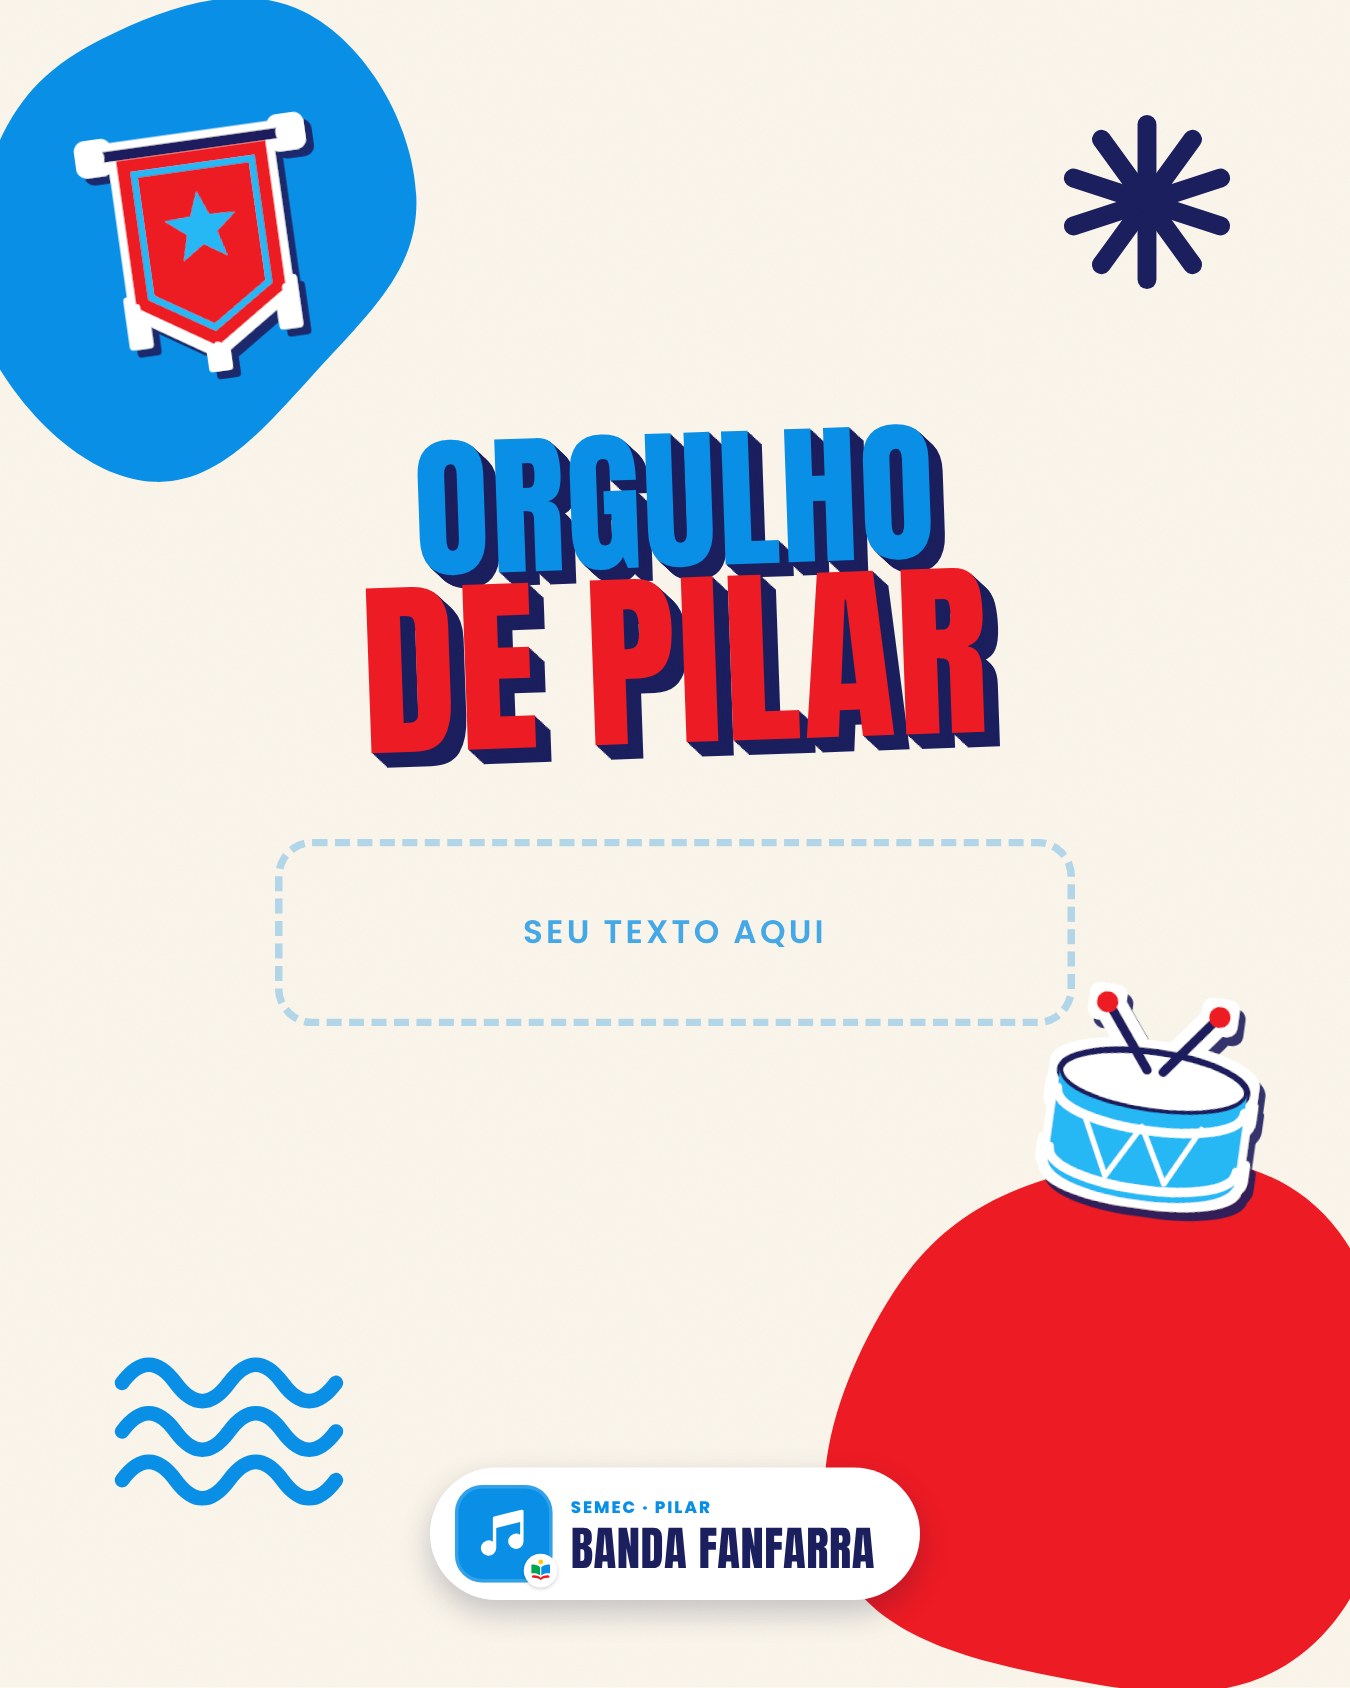 ORGULHO
DE PILAR
SEU TEXTO AQUI
SEMEC · PILAR
BANDA FANFARRA